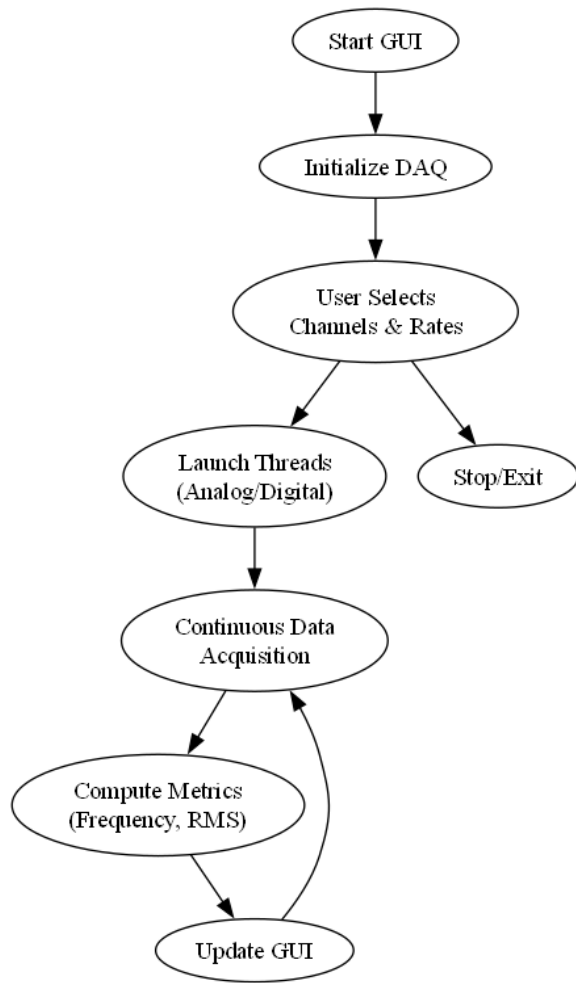 Start GUI
Initialize DAQ
User Selects
Channels & Rates
Launch Threads
(Analog/Digital)
Stop/Exit
Continuous Data
Acquisition
Compute Metrics
(Frequency, RMS)
Update GUI